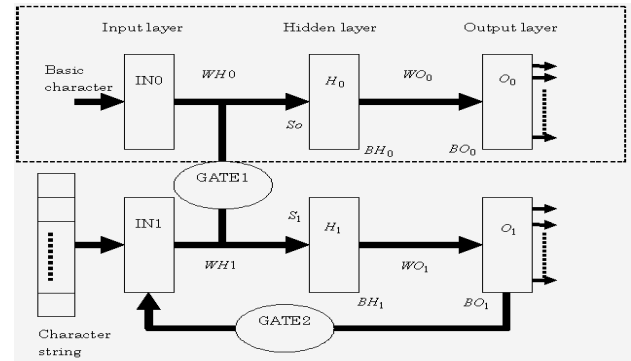 Input layer Hidden layer Output layer
Basic
character
IN0
WH0
So
H₀
WO₀
BH₀
O₀
BO₀
GATE1
IN1
WH1
S₁
H₁
WO₁
BH₁
O₁
BO₁
GATE2
Character
string